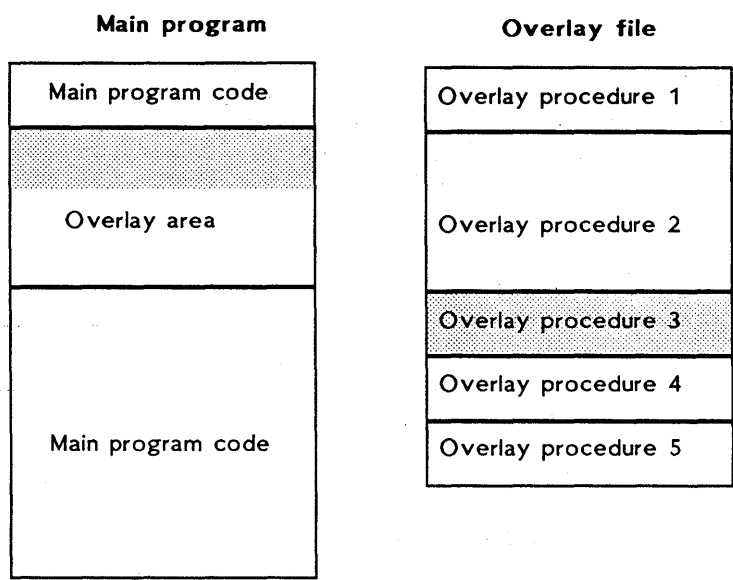 Main program
Main program code
Overlay area
Main program code
Overlay file
Overlay procedure 1
Overlay procedure 2
Overlay procedure 3
Overlay procedure 4
Overlay procedure 5